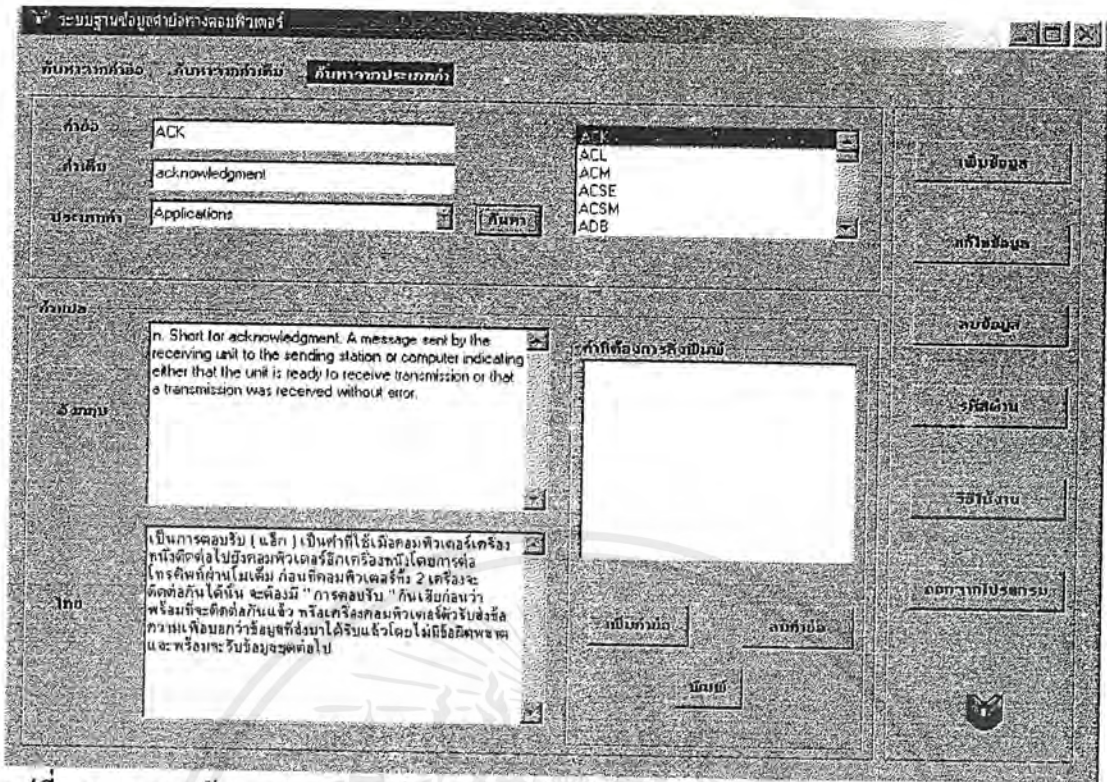 ระบบฐานข้อมูลคำย่อทางคอมพิวเตอร์
ค้นหาจากคำย่อ ค้นหาจากคำเต็ม ค้นหาจากประเภทคำ
คำย่อ ACK
คำเต็ม acknowledgment
ประเภทคำ Applications ค้นหา
ACK
ACL
ACM
ACSE
ACSM
ADB
เพิ่มข้อมูล
แก้ไขข้อมูล
ลบข้อมูล
รหัสผ่าน
วิธีใช้งาน
ออกจากโปรแกรม
คำแปล
อังกฤษ
n. Short for acknowledgment. A message sent by the
receiving unit to the sending station or computer indicating
either that the unit is ready to receive transmission or that
a transmission was received without error.
ไทย
เป็นการตอบรับ ( แอ็ก ) เป็นคำที่ใช้เมื่อคอมพิวเตอร์เครื่อง
หนึ่งติดต่อไปยังคอมพิวเตอร์อีกเครื่องหนึ่งโดยการต่อ
โทรศัพท์ผ่านโมเด็ม ก่อนที่คอมพิวเตอร์ทั้ง 2 เครื่องจะ
ติดต่อกันได้นั้น จะต้องมี " การตอบรับ " กันเสียก่อนว่า
พร้อมที่จะติดต่อกันแล้ว หรือเครื่องคอมพิวเตอร์ตัวรับส่งข้อ
ความเพื่อบอกว่าข้อมูลที่ส่งมาได้รับแล้วโดยไม่มีข้อผิดพลาด
และพร้อมจะรับข้อมูลชุดต่อไป
คำที่ต้องการสั่งพิมพ์
เพิ่มคำย่อ ลบคำย่อ
พิมพ์